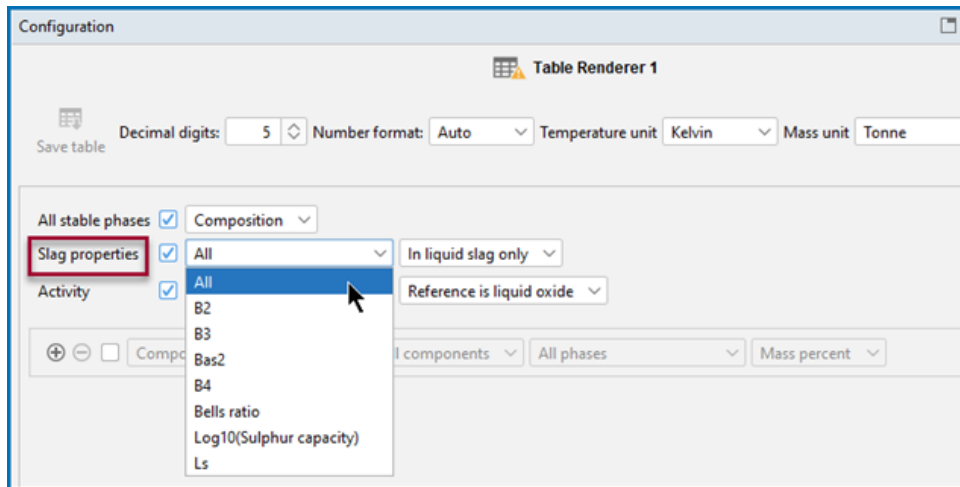 Configuration
Table Renderer 1
Save table
Decimal digits: 5 Number format: Auto Temperature unit Kelvin Mass unit Tonne
All stable phases Composition
Slag properties All In liquid slag only
Activity Reference is liquid oxide
All
B2
B3
Bas2
B4
Bells ratio
Log10(Sulphur capacity)
Ls
components All phases Mass percent